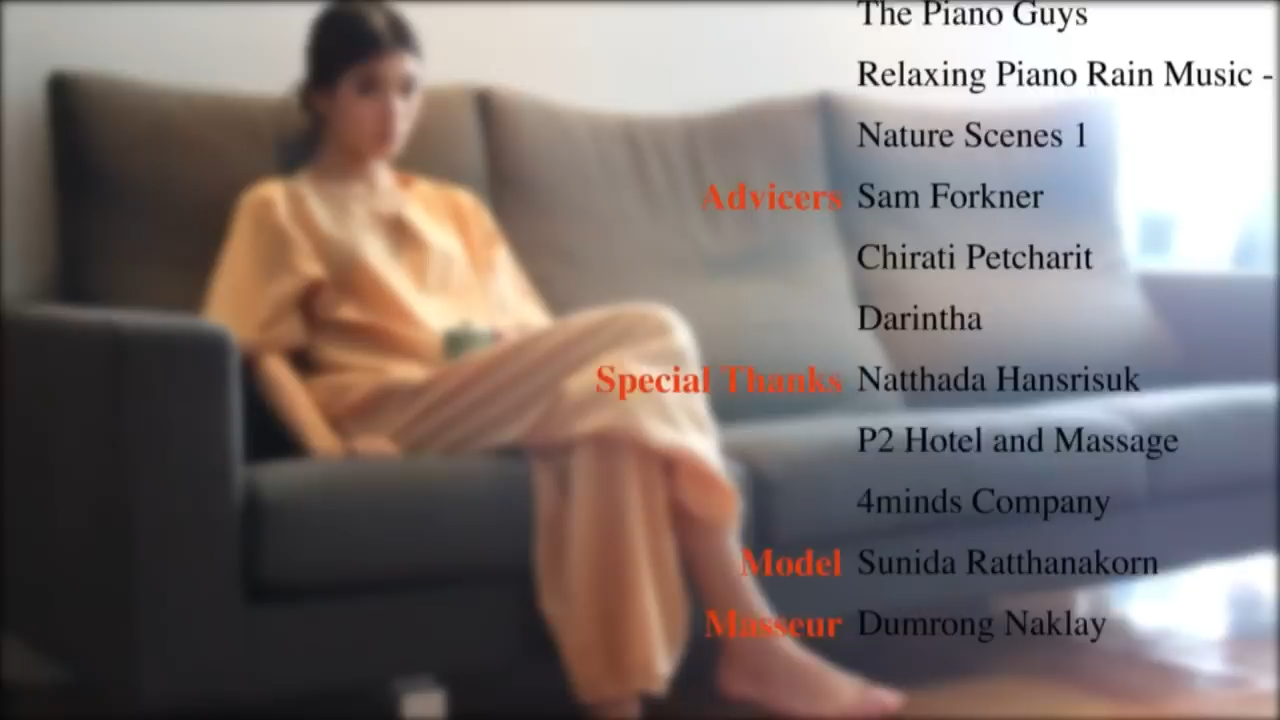 The Piano Guys
Relaxing Piano Rain Music -
Nature Scenes 1
Advicers Sam Forkner
Chirati Petcharit
Darintha
Special Thanks Natthada Hansrisuk
P2 Hotel and Massage
4minds Company
Model Sunida Ratthanakorn
Masseur Dumrong Naklay